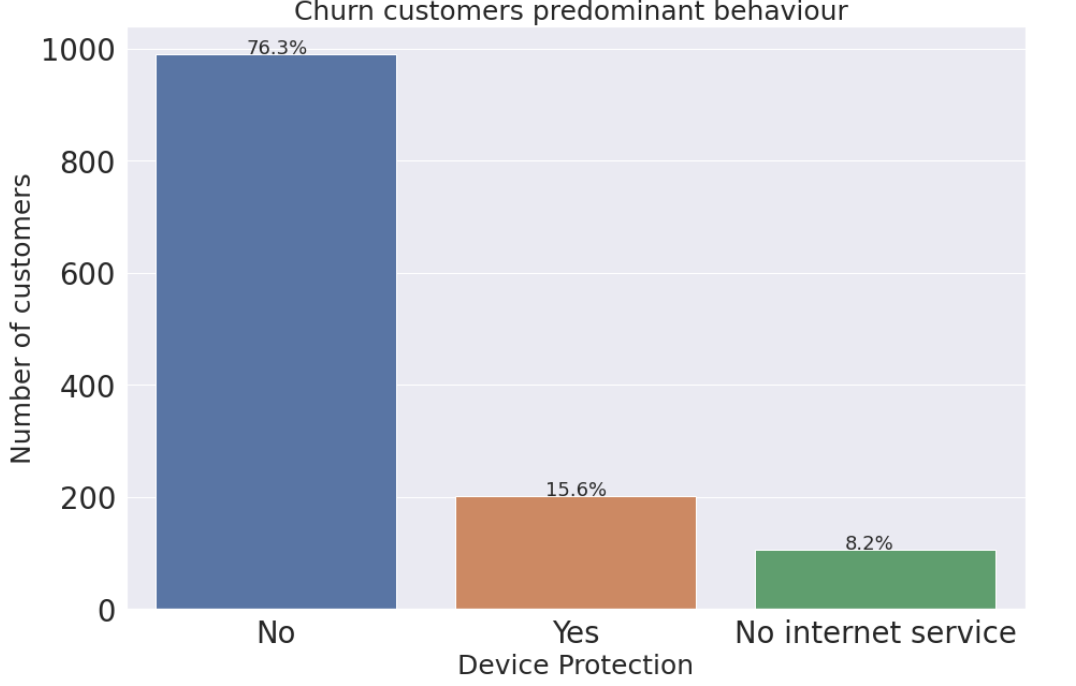 Churn customers predominant behaviour
1000
800
600
400
200
0
Number of customers
76.3%
15.6%
8.2%
No
Yes
No internet service
Device Protection